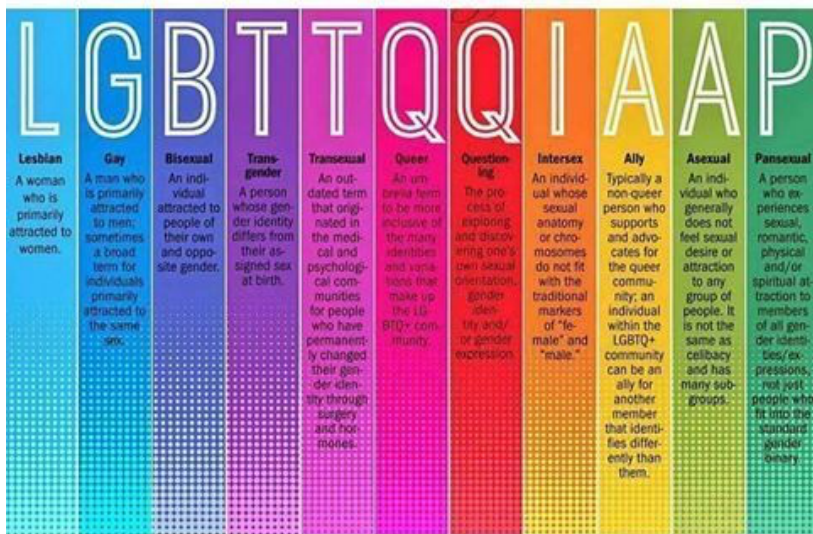 L G B T T Q Q I A A P
Lesbian
A woman
who is
primarily
attracted to
women.
Gay
A man who
is primarily
attracted
to men;
sometimes
a broad
term for
individuals
primarily
attracted to
the same
sex.
Bisexual
An indi-
vidual
attracted to
people of
their own
and oppo-
site gender.
Trans-
gender
A person
whose gen-
der identity
differs from
their as-
signed sex
at birth.
Transexual
An out-
dated term
that origi-
nated in
the medi-
cal and
psychologi-
cal com-
munities
for people
who have
permanent-
ly changed
their gen-
der iden-
tity through
surgery
and hor-
mones.
Queer
An um-
brella term
to be more
inclusive of
the many
identities
and varia-
tions that
make up
the LG-
BTQ+ com-
munity.
Question-
ing
The pro-
cess of
exploring
and discov-
ering one's
own sexual
orientation,
gender
iden-
tity and/
or gender
expression.
Intersex
An individ-
ual whose
sexual
anatomy
or chro-
mosomes
do not fit
with the
traditional
markers
of "fe-
male" and
"male."
Ally
Typically a
non-queer
person who
supports
and advo-
cates for
the queer
commu-
nity; an
individual
within the
LGBTQ+
community
can be an
ally for
another
member
that identi-
fies differ-
ently than
them.
Asexual
An indi-
vidual who
generally
does not
feel sexual
desire or
attraction
to any
group of
people. It
is not the
same as
celibacy
and has
many sub-
groups.
Pansexual
A person
who ex-
periences
sexual,
romantic,
physical
and/or
spiritual at-
traction to
members
of all gen-
der identi-
ties/ex-
pressions,
not just
people who
fit into the
standard
gender
binary.